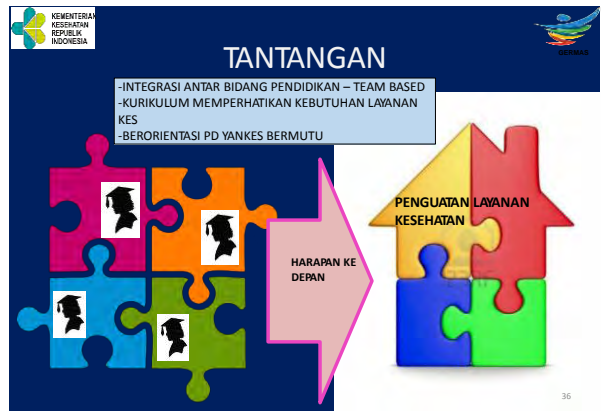 KEMENTERIAN
KESEHATAN
REPUBLIK
INDONESIA
GERMAS
TANTANGAN
-INTEGRASI ANTAR BIDANG PENDIDIKAN – TEAM BASED
-KURIKULUM MEMPERHATIKAN KEBUTUHAN LAYANAN
KES
-BERORIENTASI PD YANKES BERMUTU
PENGUATAN LAYANAN
KESEHATAN
HARAPAN KE
DEPAN
36